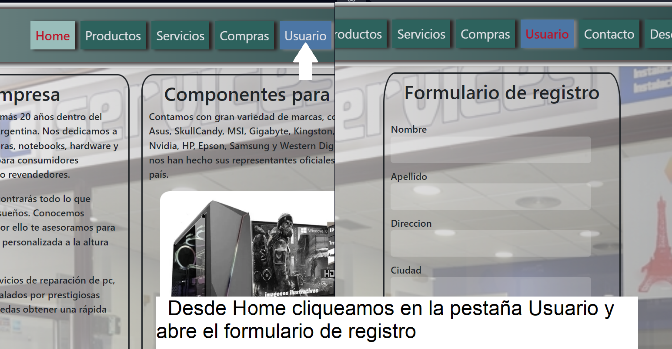 Home Productos Servicios Compras Usuario
mpresa
más 20 años dentro del
rgentina. Nos dedicamos a
ras, notebooks, hardware y
para consumidores
o revendedores.
ontrarás todo lo que
sueños. Conocemos
or ello te asesoramos para
personalizada a la altura
vicios de reparación de pc,
alados por prestigiosas
edas obtener una rápida
Componentes para
Contamos con gran variedad de marcas, co
Asus, SkullCandy, MSI, Gigabyte, Kingston,
Nvidia, HP, Epson, Samsung y Western Dig
nos han hecho sus representantes oficiales
país.
roductos Servicios Compras Usuario Contacto Des
Formulario de registro
Nombre
Apellido
Direccion
Ciudad
Desde Home cliqueamos en la pestaña Usuario y
abre el formulario de registro